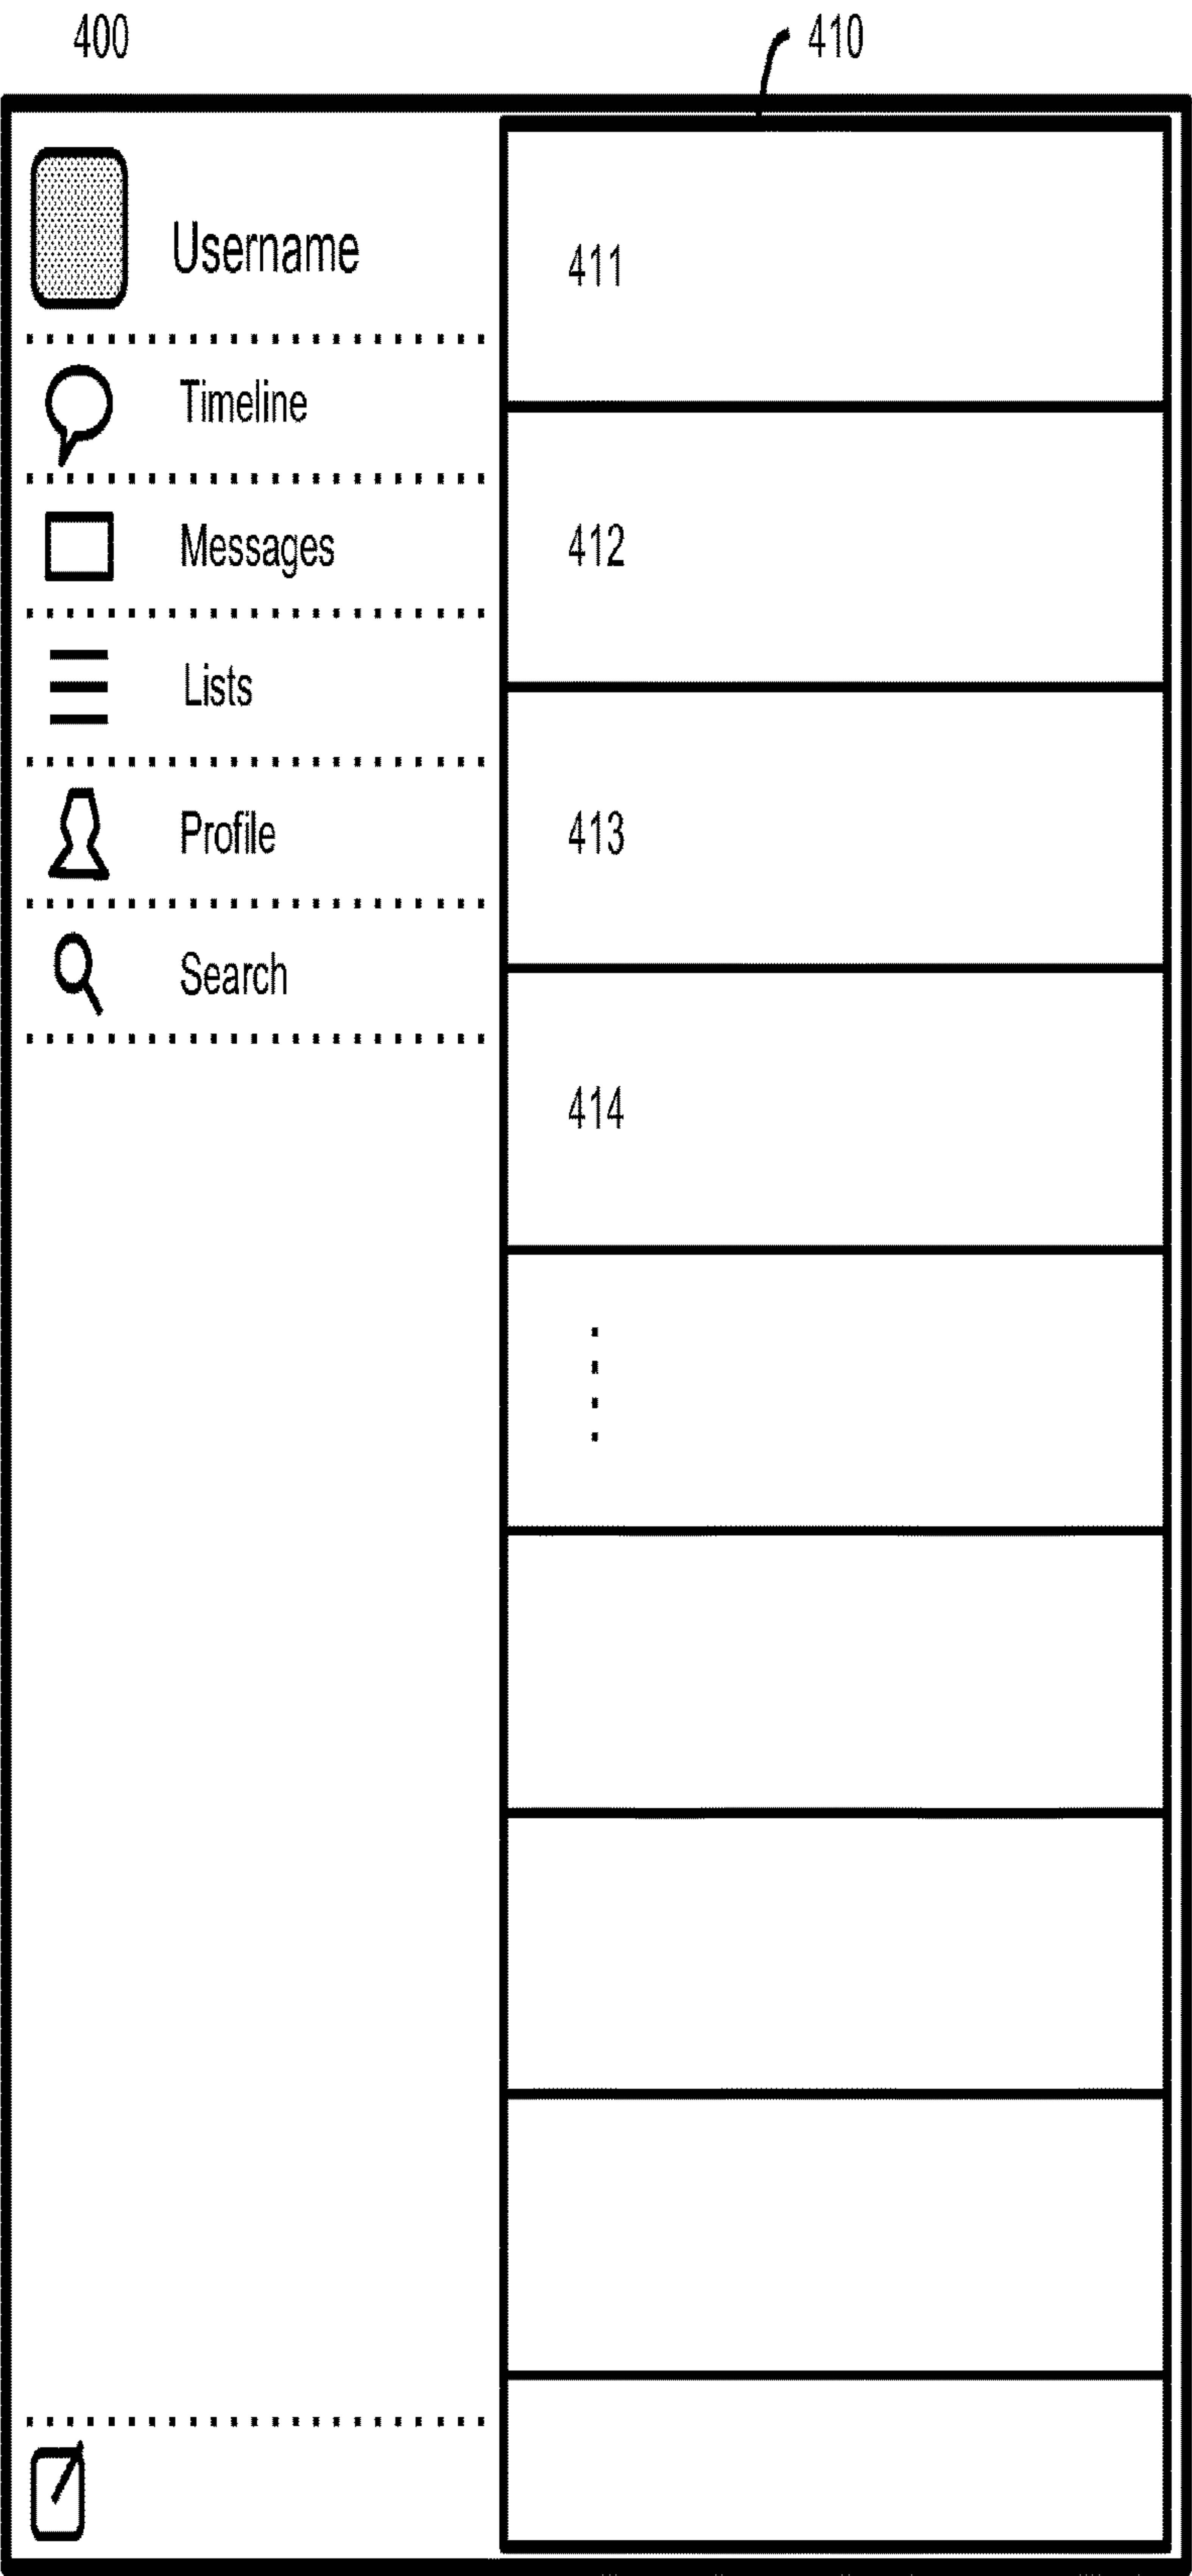 400
410
Username
Timeline
Messages
Lists
Profile
Search
411
412
413
414